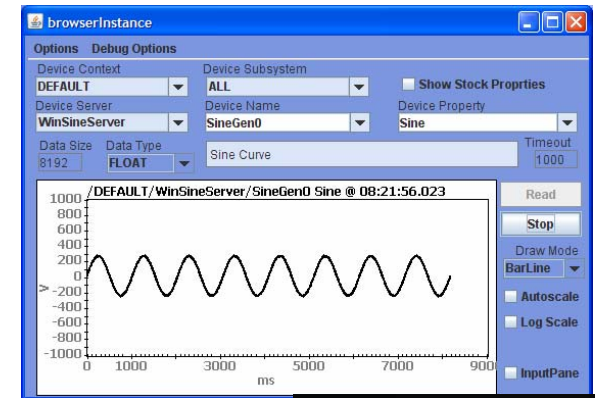 browserInstance
Options Debug Options
Device Context Device Subsystem
DEFAULT ALL Show Stock Proprties
Device Server Device Name Device Property
WinSineServer SineGen0 Sine
Data Size Data Type Timeout
8192 FLOAT Sine Curve 1000
/DEFAULT/WinSineServer/SineGen0 Sine @ 08:21:56.023
Read
Stop
Draw Mode
BarLine
Autoscale
Log Scale
InputPane
1000
800
600
400
200
0
-200
-400
-600
-800
-1000
V
0 1000 3000 5000 7000 900
ms